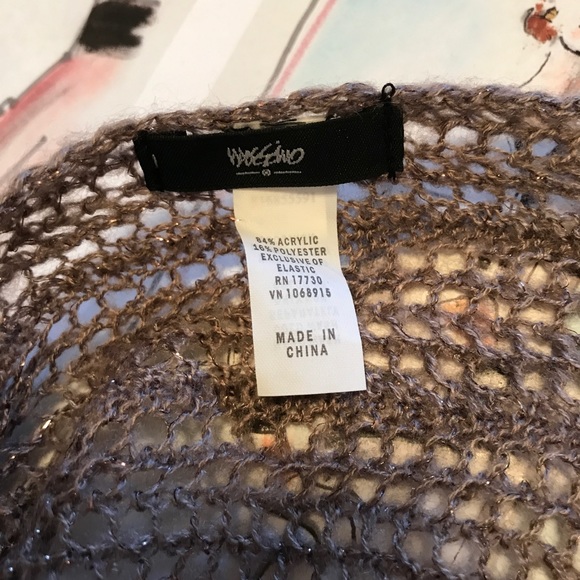 mossimo
84% ACRYLIC
16% POLYESTER
EXCLUSIVE OF
ELASTIC
RN 17730
VN 1068915
MADE IN
CHINA